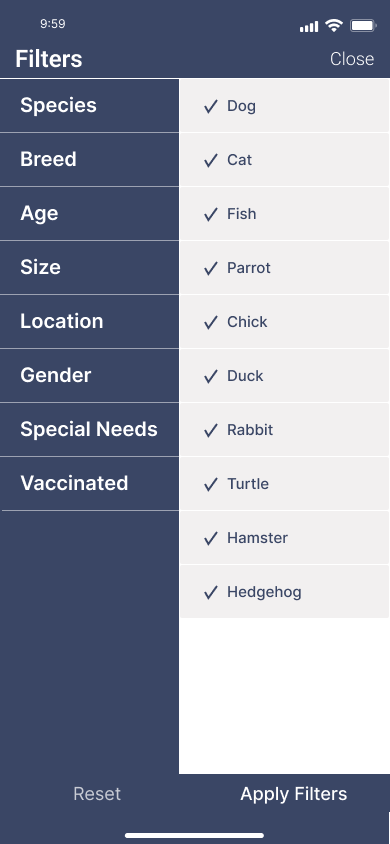 9:59
Filters
Close
Species
Breed
Age
Size
Location
Gender
Special Needs
Vaccinated
Dog
Cat
Fish
Parrot
Chick
Duck
Rabbit
Turtle
Hamster
Hedgehog
Reset
Apply Filters